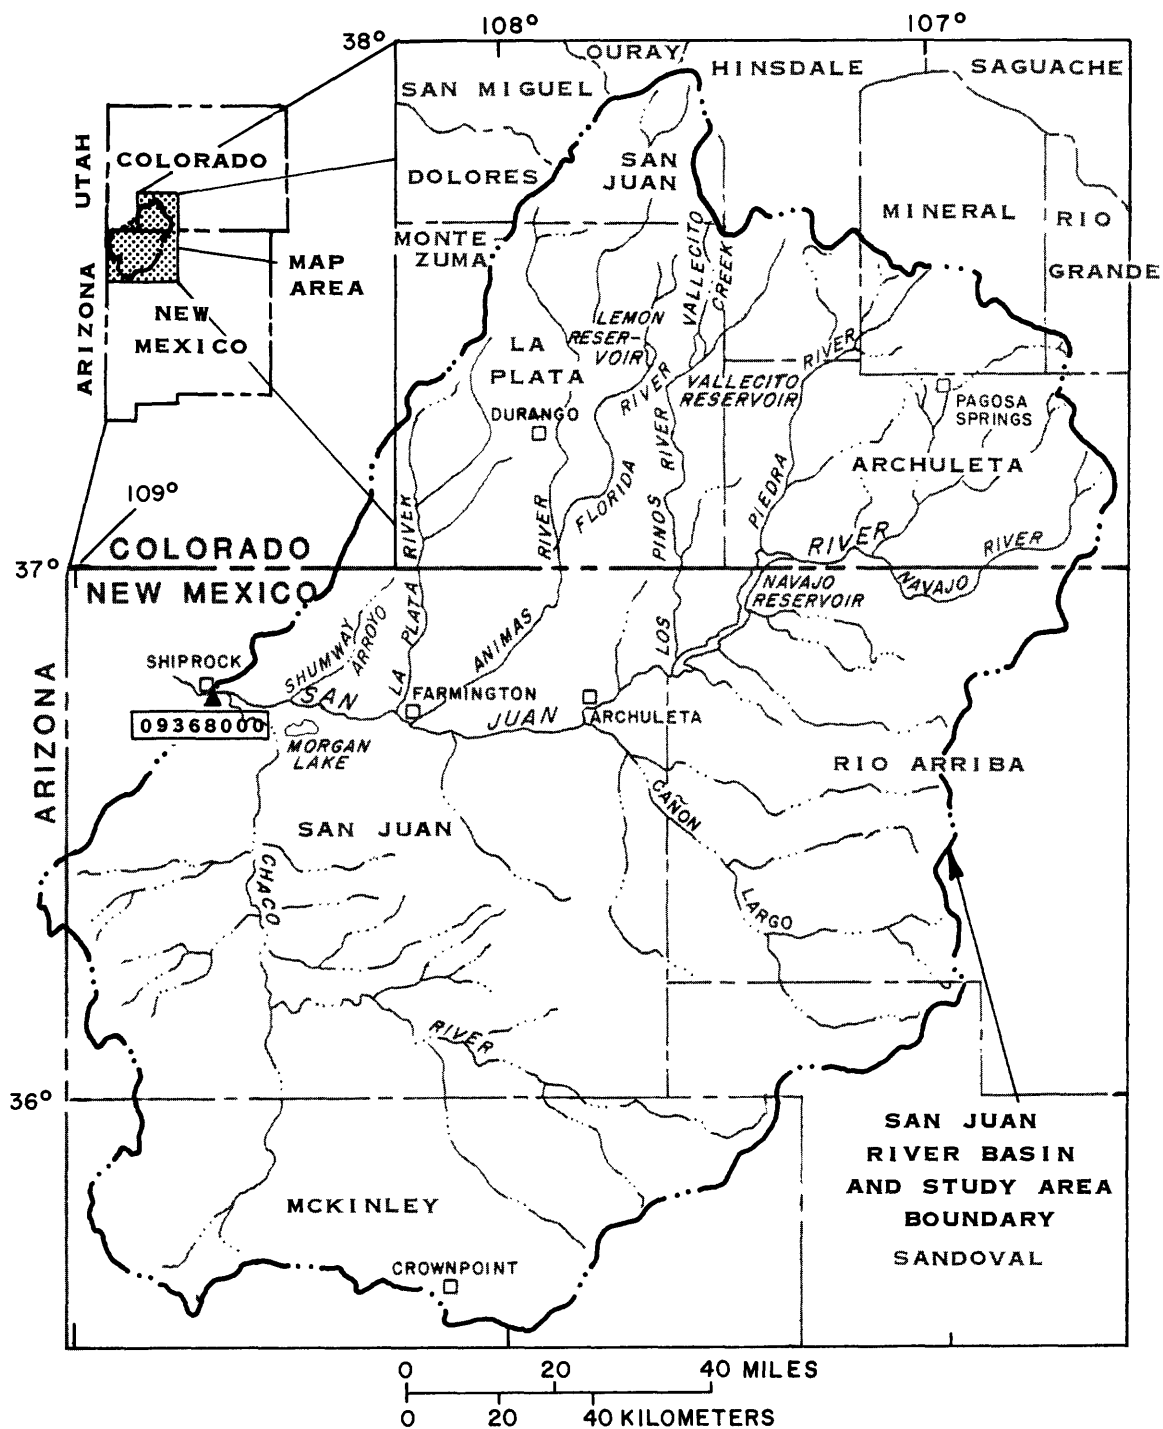 108°
107°
38°
OURAY
HINSDALE
SAGUACHE
SAN MIGUEL
UTAH
COLORADO
SAN
JUAN
DOLORES
MINERAL
RIO
GRANDE
MONTE-
ZUMA
VALLECITO
CREEK
MAP
AREA
ARIZONA
NEW
MEXICO
LEMON
RESER-
VOIR
LA
PLATA
RIVER
VALLECITO
RESERVOIR
RIVER
DURANGO
PAGOSA
SPRINGS
ARCHULETA
109°
RIVER
RIVER
FLORIDA
PINOS
RIVER
PIEDRA
RIVER
RIVER
COLORADO
37°
NEW MEXICO
NAVAJO
RESERVOIR
NAVAJO
SHUMWAY
ARROYO
PLATA
ANIMAS
LOS
SHIPROCK
SAN
LA
FARMINGTON
JUAN
ARCHULETA
09368000
MORGAN
LAKE
ARIZONA
RIO ARRIBA
CAÑON
SAN JUAN
CHACO
LARGO
RIVER
36°
SAN JUAN
RIVER BASIN
AND STUDY AREA
BOUNDARY
MCKINLEY
SANDOVAL
CROWNPOINT
0 20 40 MILES
0 20 40 KILOMETERS